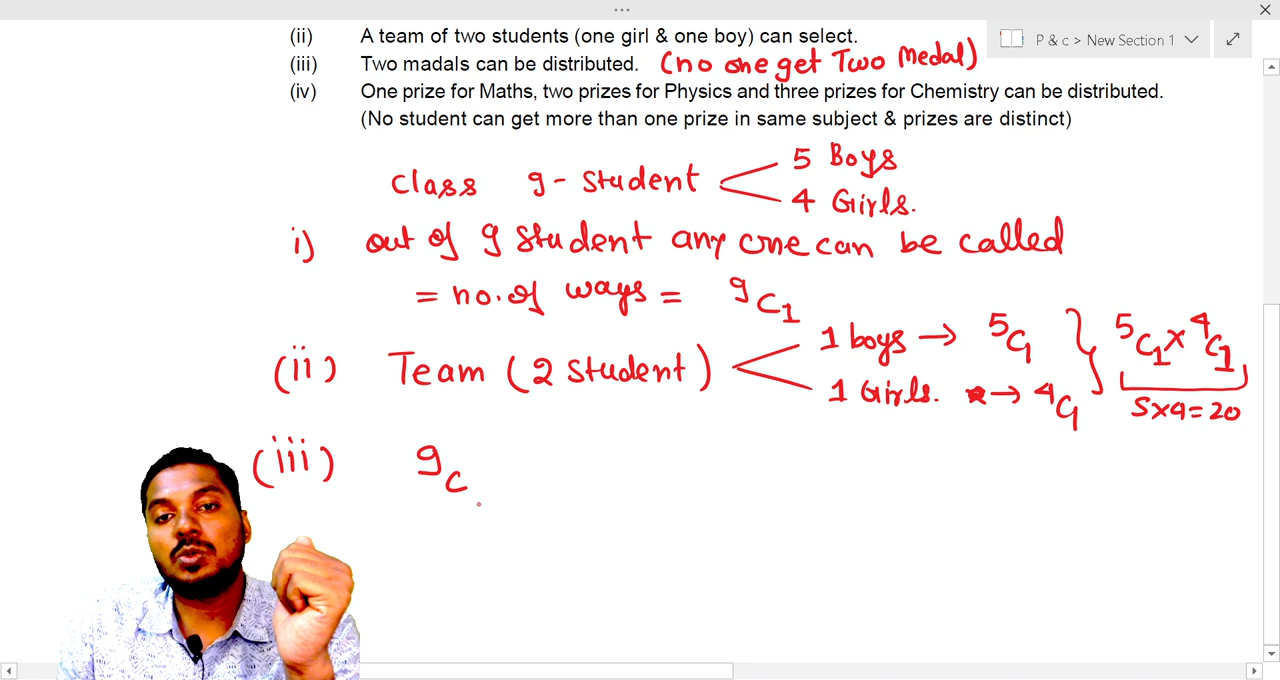 P & c > New Section 1
(ii) A team of two students (one girl & one boy) can select.
(iii) Two madals can be distributed. (no one get Two Medal)
(iv) One prize for Maths, two prizes for Physics and three prizes for Chemistry can be distributed.
(No student can get more than one prize in same subject & prizes are distinct)
class 9-student 5 Boys
4 Girls.
i) out of 9 student any one can be called
= no. of ways = ⁹C₁
(ii) Team (2 student) 1 boys → ⁵C₁ } ⁵C₁ x ⁴C₁
1 Girls. → ⁴C₁ 5x4=20
(iii) ⁹C